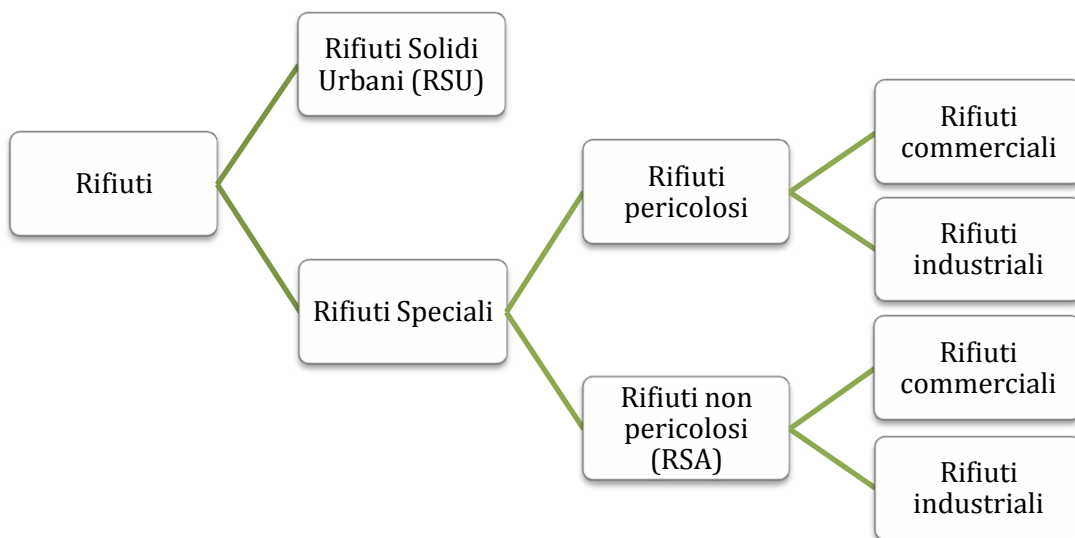 Rifiuti
Rifiuti Solidi
Urbani (RSU)
Rifiuti Speciali
Rifiuti
pericolosi
Rifiuti
commerciali
Rifiuti
industriali
Rifiuti non
pericolosi
(RSA)
Rifiuti
commerciali
Rifiuti
industriali